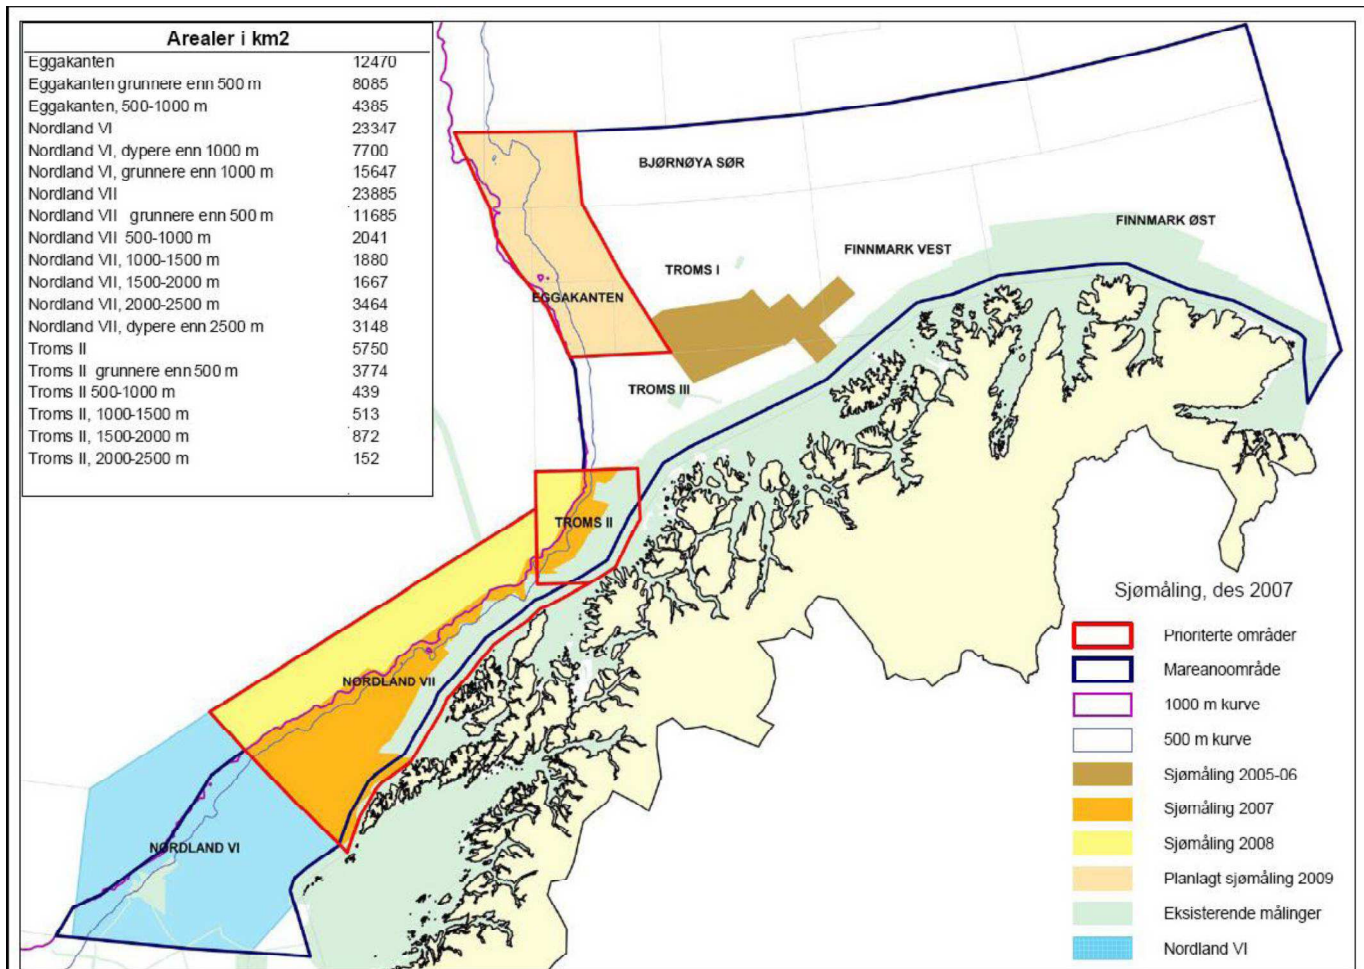 Arealer i km2
Eggakanten 12470
Eggakanten grunnere enn 500 m 8085
Eggakanten, 500-1000 m 4385
Nordland VI 23347
Nordland VI, dypere enn 1000 m 7700
Nordland VI, grunnere enn 1000 m 15647
Nordland VII 23885
Nordland VII grunnere enn 500 m 11685
Nordland VII 500-1000 m 2041
Nordland VII, 1000-1500 m 1880
Nordland VII, 1500-2000 m 1667
Nordland VII, 2000-2500 m 3464
Nordland VII, dypere enn 2500 m 3148
Troms II 5750
Troms II grunnere enn 500 m 3774
Troms II 500-1000 m 439
Troms II, 1000-1500 m 513
Troms II, 1500-2000 m 872
Troms II, 2000-2500 m 152
BJØRNØYA SØR
FINNMARK ØST
FINNMARK VEST
TROMS I
EGGAKANTEN
TROMS III
TROMS II
NORDLAND VII
NORDLAND VI
Sjømåling, des 2007
Prioriterte områder
Mareanoområde
1000 m kurve
500 m kurve
Sjømåling 2005-06
Sjømåling 2007
Sjømåling 2008
Planlagt sjømåling 2009
Eksisterende målinger
Nordland VI